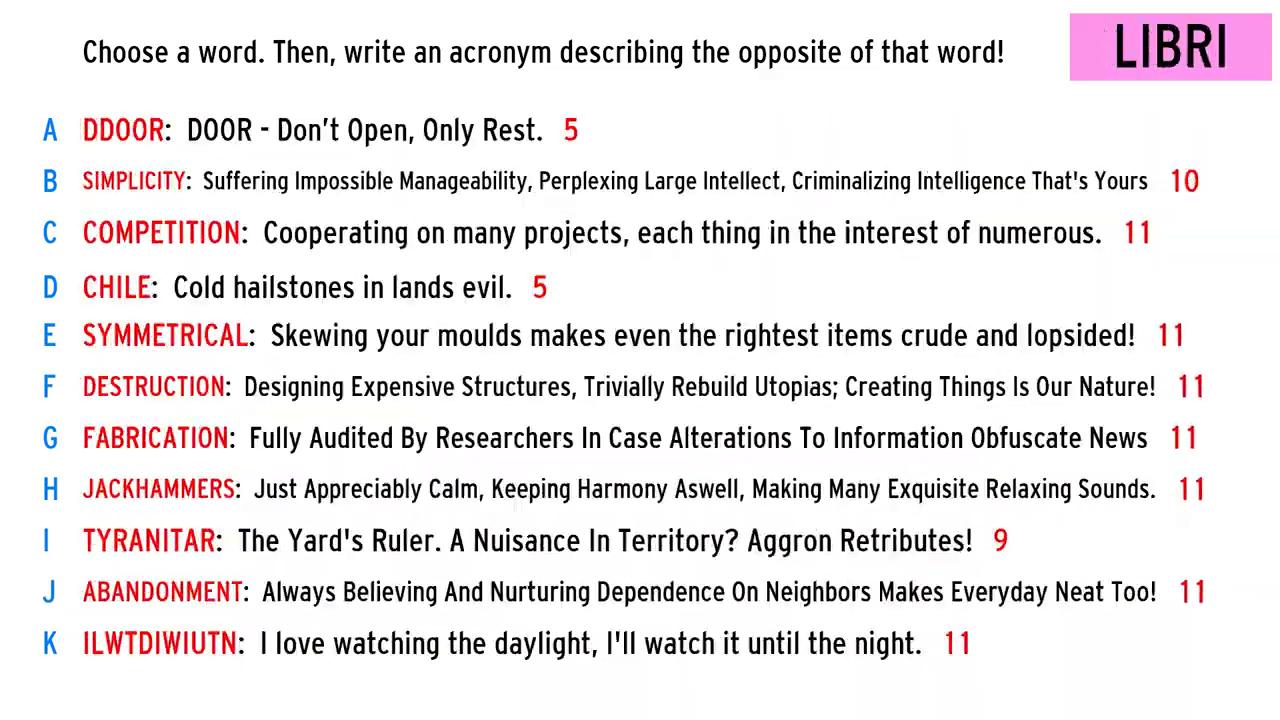 Choose a word. Then, write an acronym describing the opposite of that word!
LIBRI
A DDOOR: DOOR - Don't Open, Only Rest. 5
B SIMPLICITY: Suffering Impossible Manageability, Perplexing Large Intellect, Criminalizing Intelligence That's Yours 10
C COMPETITION: Cooperating on many projects, each thing in the interest of numerous. 11
D CHILE: Cold hailstones in lands evil. 5
E SYMMETRICAL: Skewing your moulds makes even the rightest items crude and lopsided! 11
F DESTRUCTION: Designing Expensive Structures, Trivially Rebuild Utopias; Creating Things Is Our Nature! 11
G FABRICATION: Fully Audited By Researchers In Case Alterations To Information Obfuscate News 11
H JACKHAMMERS: Just Appreciably Calm, Keeping Harmony Aswell, Making Many Exquisite Relaxing Sounds. 11
I TYRANITAR: The Yard's Ruler. A Nuisance In Territory? Aggron Retributes! 9
J ABANDONMENT: Always Believing And Nurturing Dependence On Neighbors Makes Everyday Neat Too! 11
K ILWTDIWIUTN: I love watching the daylight, I'll watch it until the night. 11